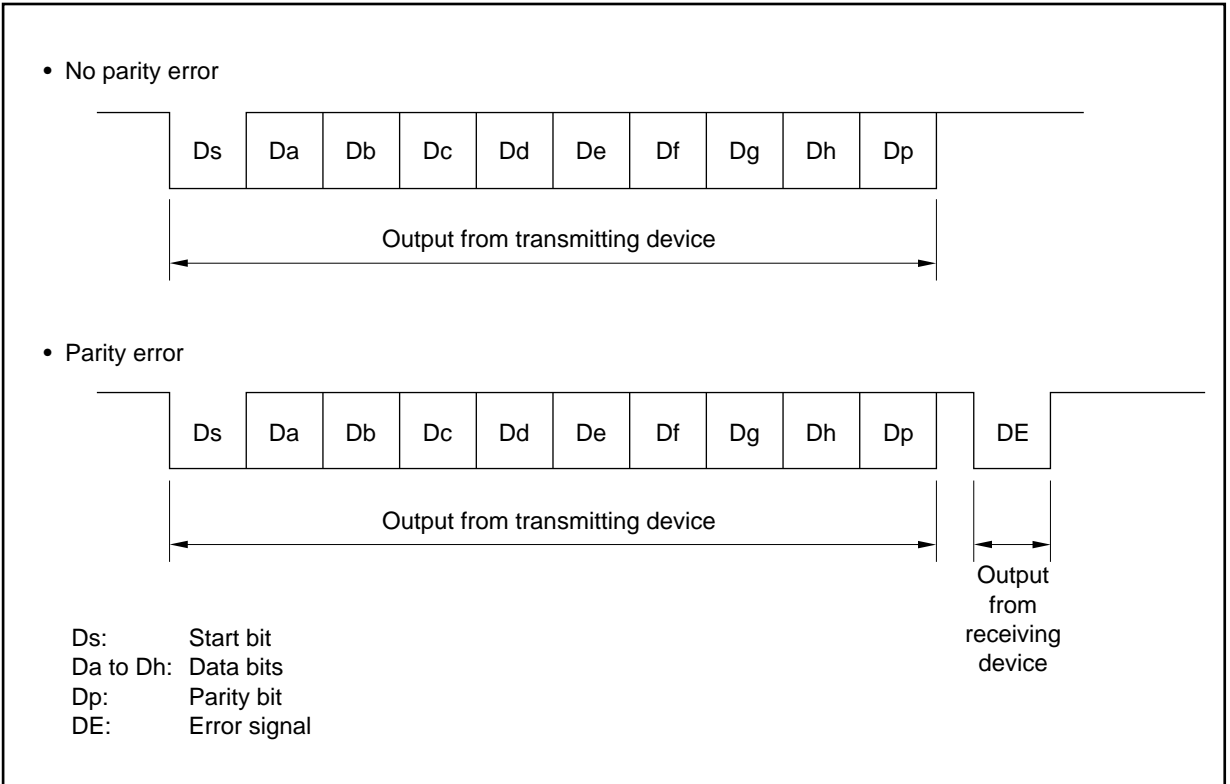 • No parity error
Ds Da Db Dc Dd De Df Dg Dh Dp
Output from transmitting device
• Parity error
Ds Da Db Dc Dd De Df Dg Dh Dp DE
Output from transmitting device
Output
from
receiving
device
Ds: Start bit
Da to Dh: Data bits
Dp: Parity bit
DE: Error signal